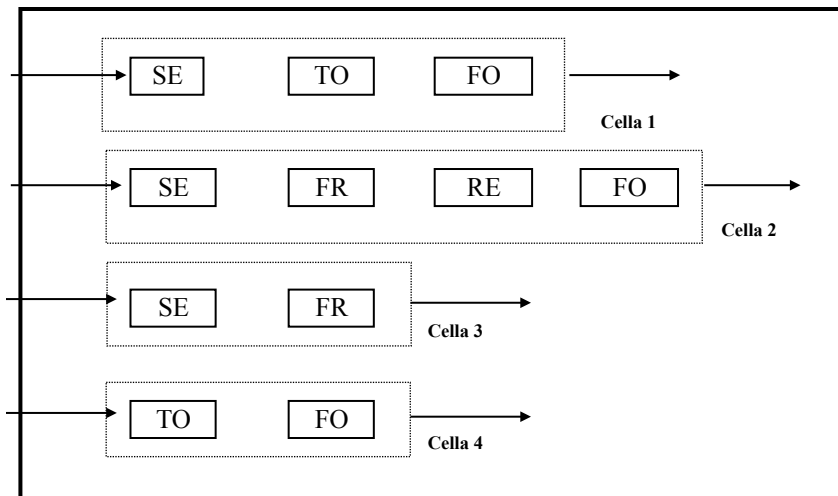 SE TO FO
Cella 1
SE FR RE FO
Cella 2
SE FR
Cella 3
TO FO
Cella 4